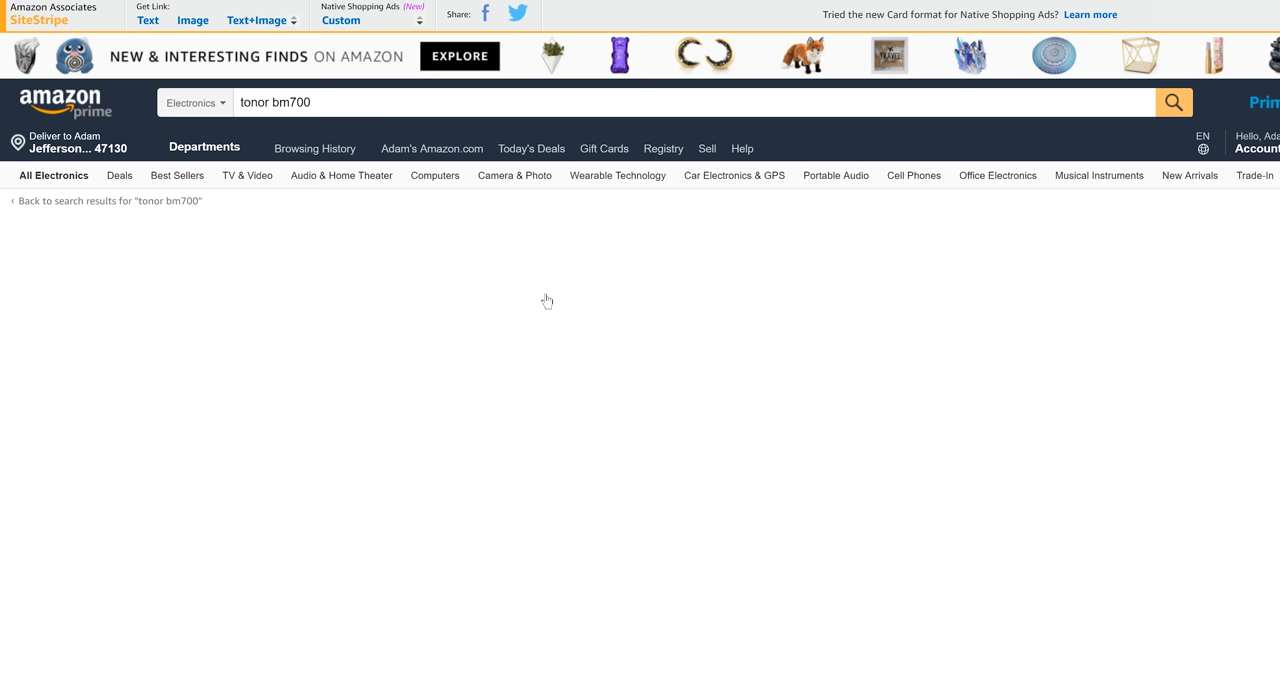 Amazon Associates
SiteStripe
Get Link:
Text Image Text+Image
Native Shopping Ads (New)
Custom
Share:
Tried the new Card format for Native Shopping Ads? Learn more
NEW & INTERESTING FINDS ON AMAZON EXPLORE
TRAVEL
amazon prime
Electronics
tonor bm700
Prim
Deliver to Adam
Jefferson... 47130
Departments
Browsing History Adam's Amazon.com Today's Deals Gift Cards Registry Sell Help
EN
Hello, Ada
Account
All Electronics Deals Best Sellers TV & Video Audio & Home Theater Computers Camera & Photo Wearable Technology Car Electronics & GPS Portable Audio Cell Phones Office Electronics Musical Instruments New Arrivals Trade-In
‹ Back to search results for "tonor bm700"